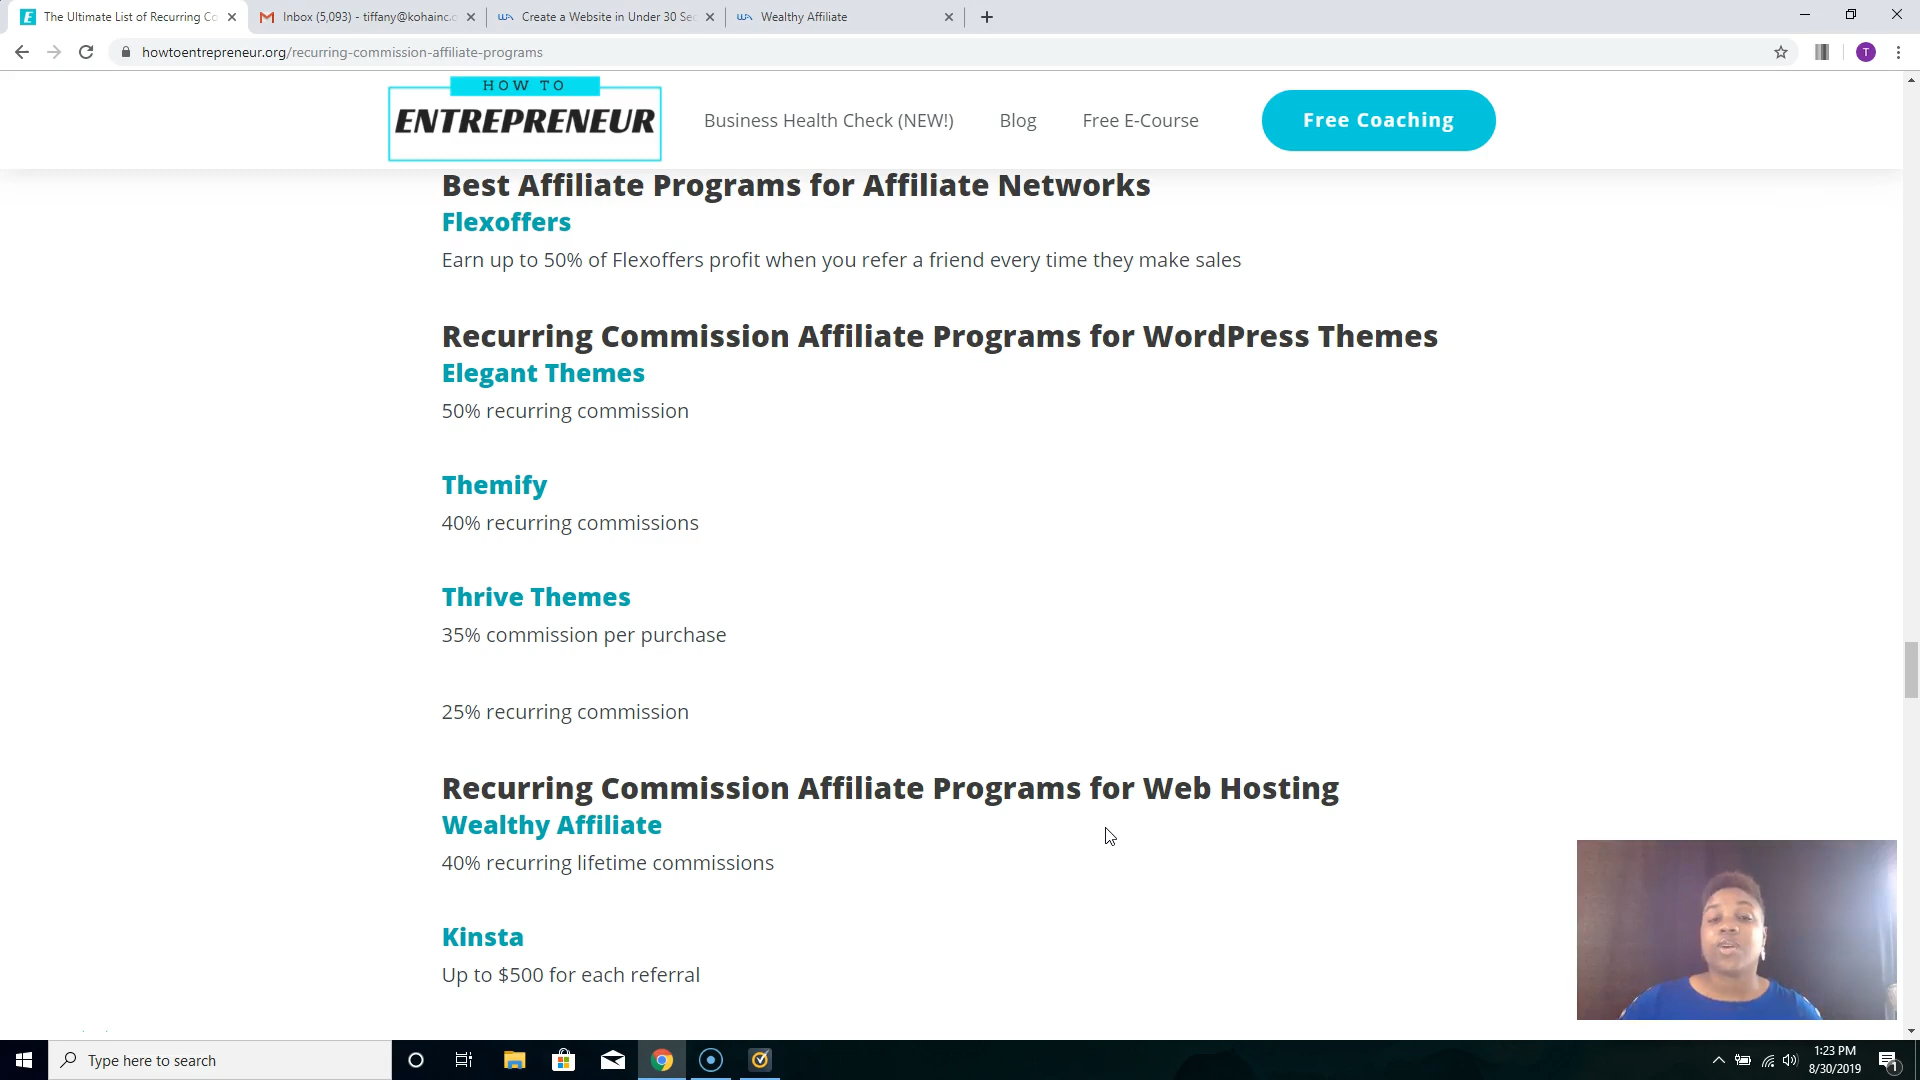 The Ultimate List of Recurring Co
Inbox (5,093) - tiffany@kohainc.c
Create a Website in Under 30 Sec
Wealthy Affiliate
howtoentrepreneur.org/recurring-commission-affiliate-programs
T
HOW TO
ENTREPRENEUR
Business Health Check (NEW!)
Blog
Free E-Course
Free Coaching
Best Affiliate Programs for Affiliate Networks
Flexoffers
Earn up to 50% of Flexoffers profit when you refer a friend every time they make sales
Recurring Commission Affiliate Programs for WordPress Themes
Elegant Themes
50% recurring commission
Themify
40% recurring commissions
Thrive Themes
35% commission per purchase
25% recurring commission
Recurring Commission Affiliate Programs for Web Hosting
Wealthy Affiliate
40% recurring lifetime commissions
Kinsta
Up to $500 for each referral
Type here to search
1:23 PM
8/30/2019
1